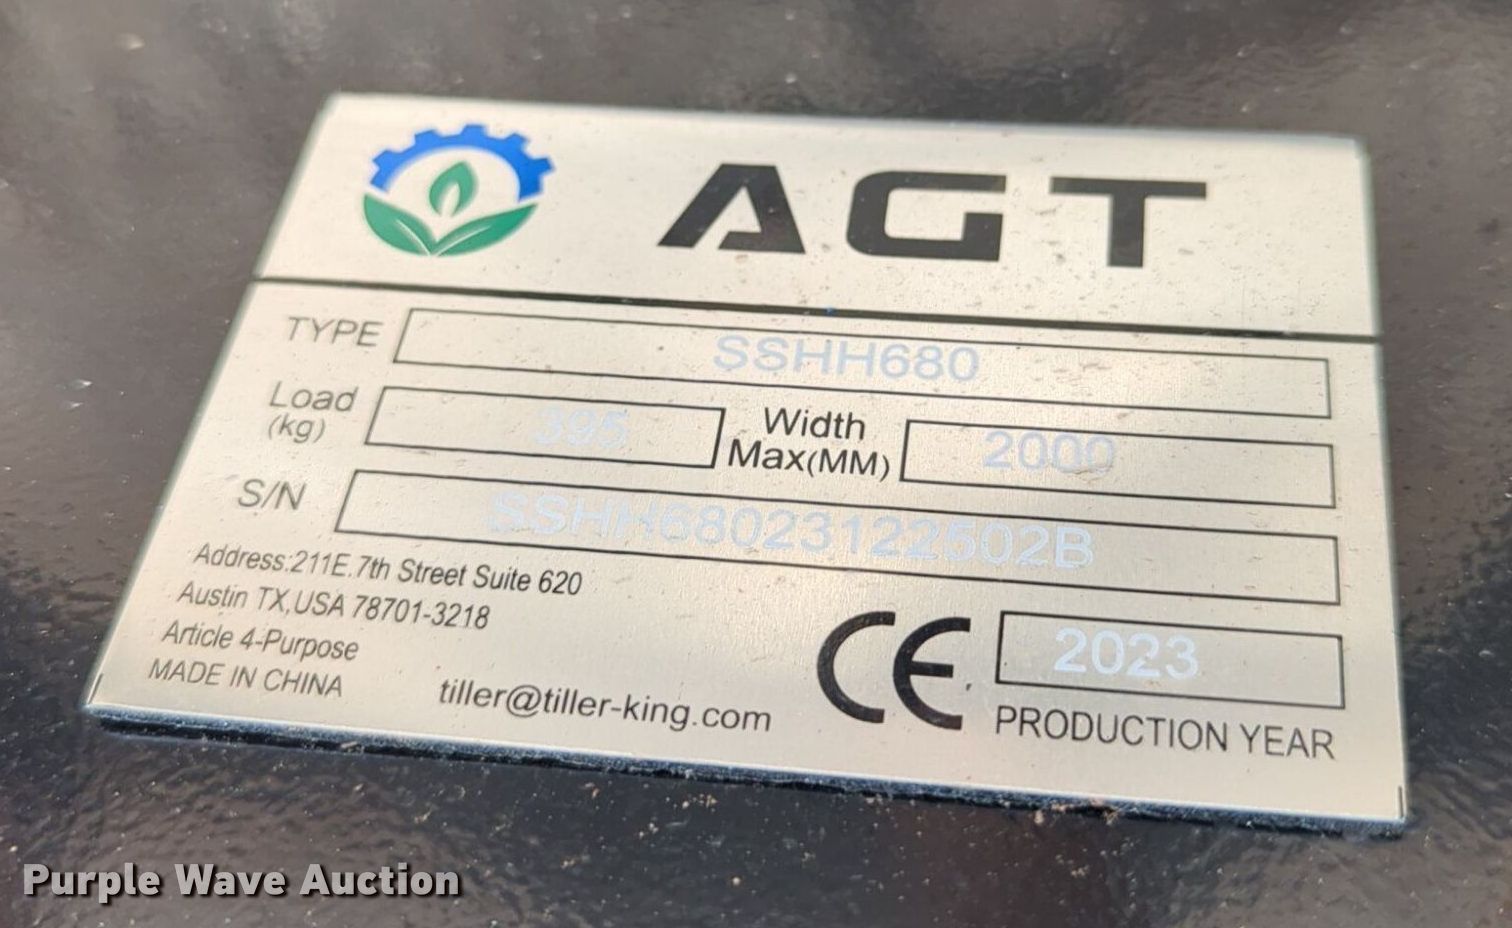 AGT
TYPE SSHH680
Load (kg) 395 Width Max(MM) 2000
S/N SSHH68023122502B
Address:211E.7th Street Suite 620
Austin TX,USA 78701-3218
Article 4-Purpose
MADE IN CHINA
tiller@tiller-king.com
CE
2023
PRODUCTION YEAR
Purple Wave Auction